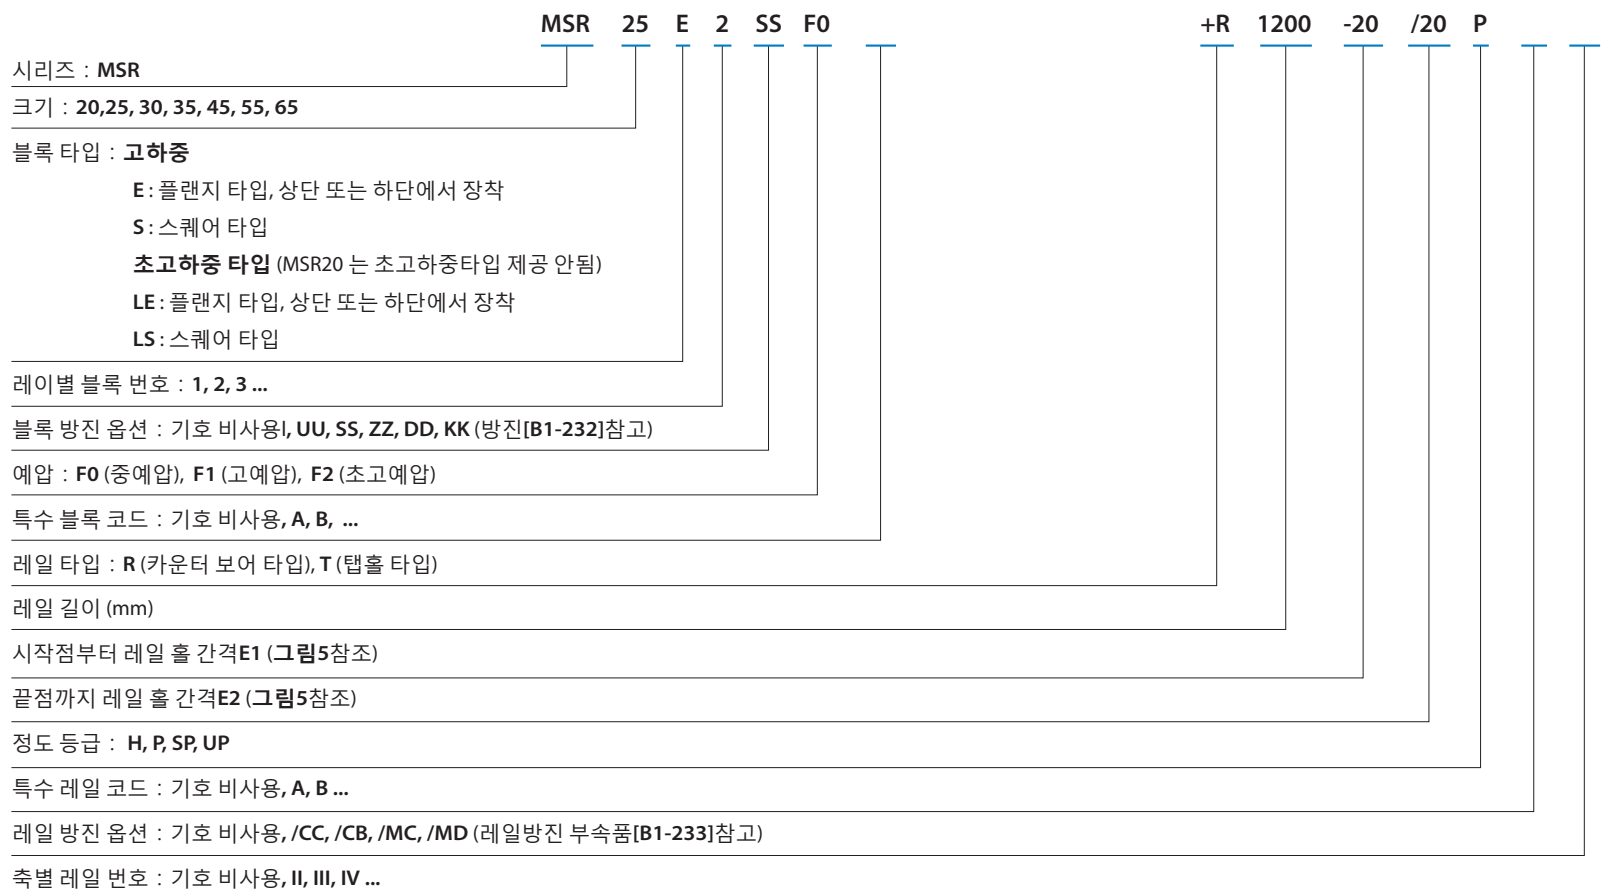 MSR 25 E 2 SS F0 +R 1200 -20 /20 P
시리즈 : MSR
크기 : 20,25, 30, 35, 45, 55, 65
블록 타입 : 고하중
E : 플랜지 타입, 상단 또는 하단에서 장착
S : 스퀘어 타입
초고하중 타입 (MSR20 는 초고하중타입 제공 안됨)
LE : 플랜지 타입, 상단 또는 하단에서 장착
LS : 스퀘어 타입
레이별 블록 번호 : 1, 2, 3 ...
블록 방진 옵션 : 기호 비사용l, UU, SS, ZZ, DD, KK (방진[B1-232]참고)
예압 : F0 (중예압), F1 (고예압), F2 (초고예압)
특수 블록 코드 : 기호 비사용, A, B, ...
레일 타입 : R (카운터 보어 타입), T (탭홀 타입)
레일 길이 (mm)
시작점부터 레일 홀 간격E1 (그림5참조)
끝점까지 레일 홀 간격E2 (그림5참조)
정도 등급 : H, P, SP, UP
특수 레일 코드 : 기호 비사용, A, B ...
레일 방진 옵션 : 기호 비사용, /CC, /CB, /MC, /MD (레일방진 부속품[B1-233]참고)
축별 레일 번호 : 기호 비사용, II, III, IV ...